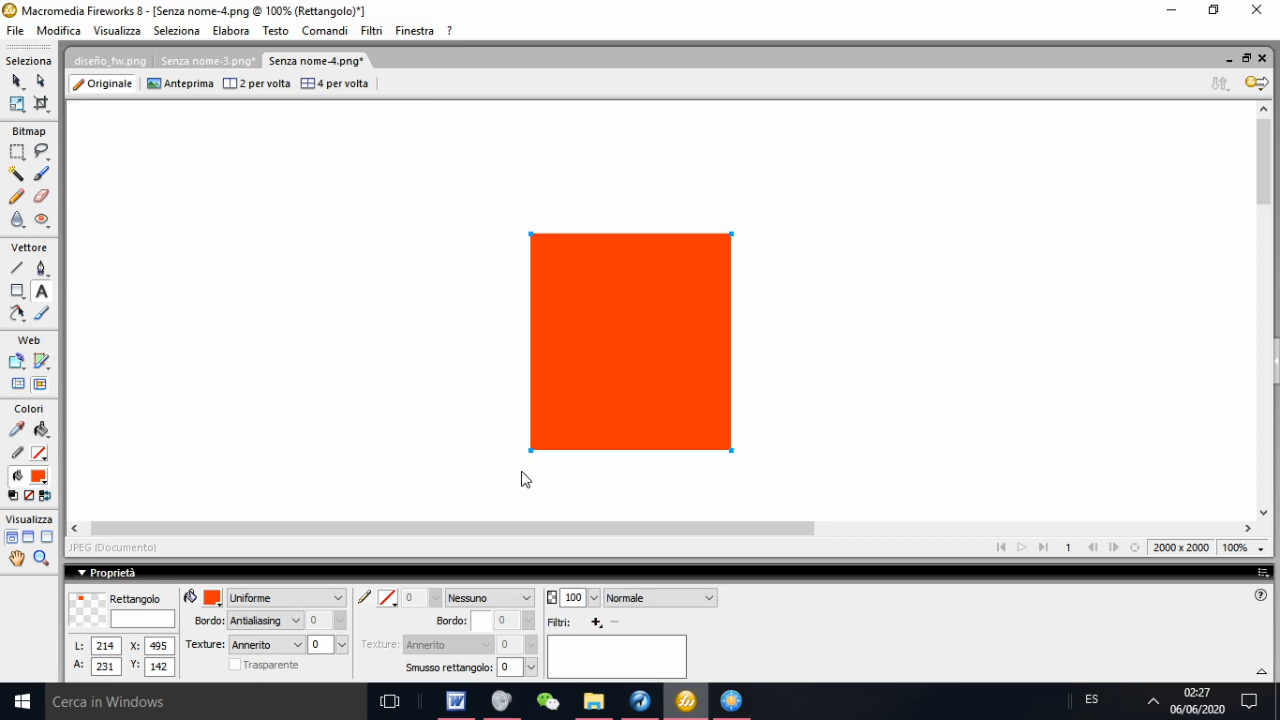 Macromedia Fireworks 8 - [Senza nome-4.png @ 100% (Rettangolo)*]
File Modifica Visualizza Seleziona Elabora Testo Comandi Filtri Finestra ?
Seleziona
diseño_fw.png Senza nome-3.png* Senza nome-4.png*
Originale Anteprima 2 per volta 4 per volta
Bitmap
Vettore
A
Web
Colori
Visualizza
JPEG (Documento) 1 2000 x 2000 100%
Proprietà
Rettangolo Uniforme 0 Nessuno 100 Normale
Bordo: Antialiasing 0 Bordo: 0 Filtri:
L: 214 X: 495 Texture: Annerito 0 Texture: Annerito 0
A: 231 Y: 142 Trasparente Smusso rettangolo: 0
Cerca in Windows
ES
02:27
06/06/2020